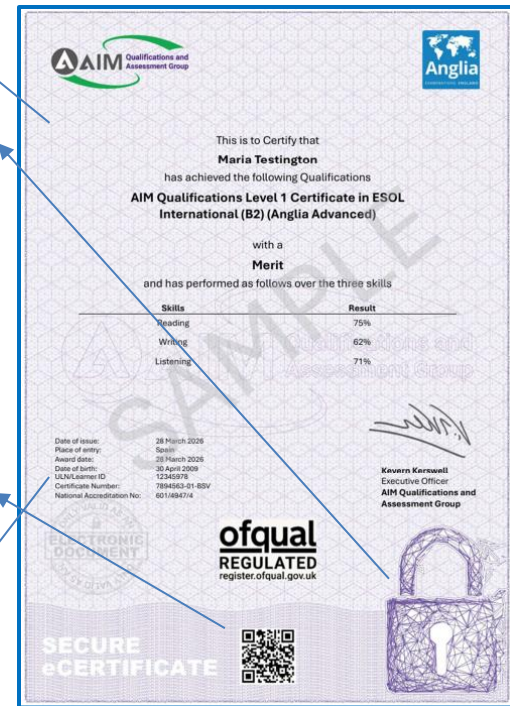 AIM Qualifications and
Assessment Group
Anglia
This is to Certify that
Maria Testington
has achieved the following Qualifications
AIM Qualifications Level 1 Certificate in ESOL
International (B2) (Anglia Advanced)
with a
Merit
and has performed as follows over the three skills
Skills Result
Reading 75%
Writing 62%
Listening 71%
SAMPLE
Date of issue: 28 March 2026
Place of entry: Spain
Award date: 28 March 2026
Date of birth: 30 April 2009
ULN/Learner ID 12345978
Certificate Number: 7894563-01-BSV
National Accreditation No: 601/4947/4
Kevern Kerswell
Executive Officer
AIM Qualifications and
Assessment Group
ELECTRONIC
DOCUMENT
ofqual
REGULATED
register.ofqual.gov.uk
SECURE
eCERTIFICATE